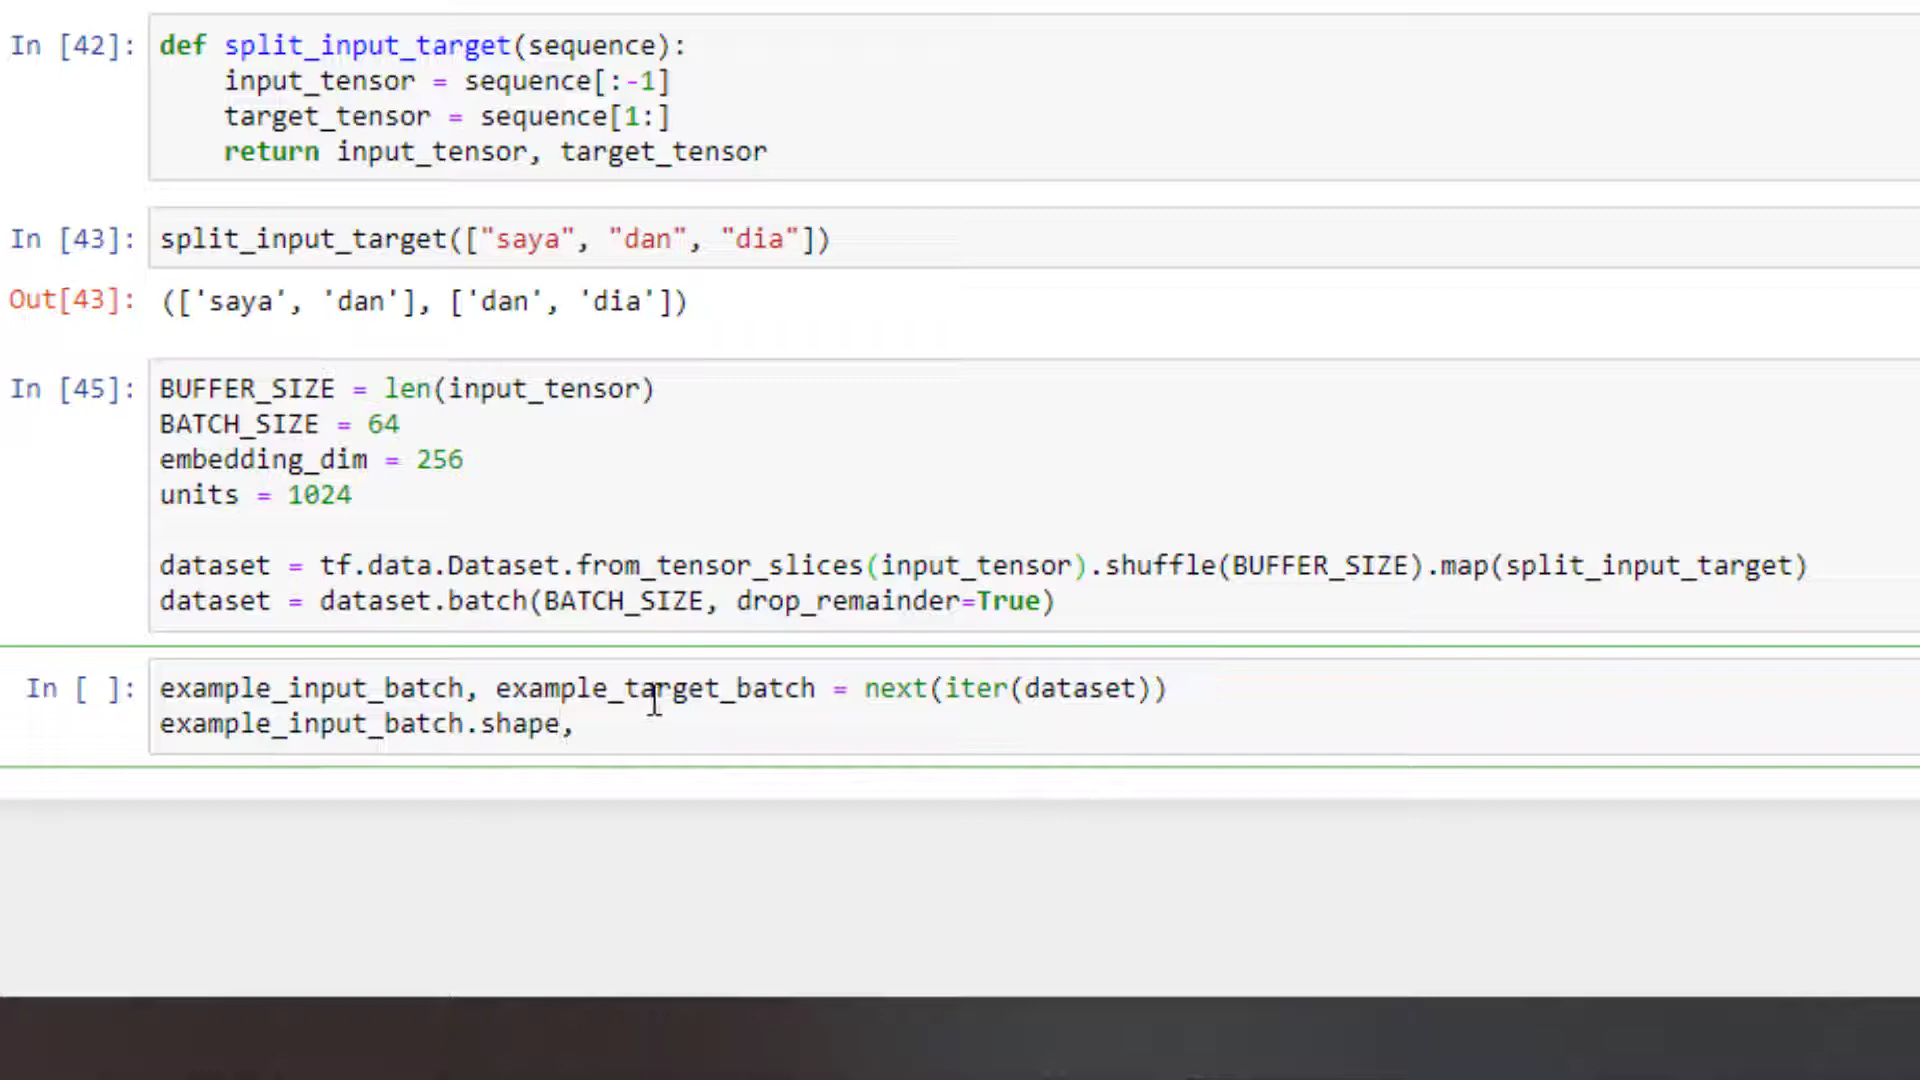 In [42]: def split_input_target(sequence):
input_tensor = sequence[:-1]
target_tensor = sequence[1:]
return input_tensor, target_tensor
In [43]: split_input_target(["saya", "dan", "dia"])
Out[43]: (['saya', 'dan'], ['dan', 'dia'])
In [45]: BUFFER_SIZE = len(input_tensor)
BATCH_SIZE = 64
embedding_dim = 256
units = 1024
dataset = tf.data.Dataset.from_tensor_slices(input_tensor).shuffle(BUFFER_SIZE).map(split_input_target)
dataset = dataset.batch(BATCH_SIZE, drop_remainder=True)
In [ ]: example_input_batch, example_target_batch = next(iter(dataset))
example_input_batch.shape,